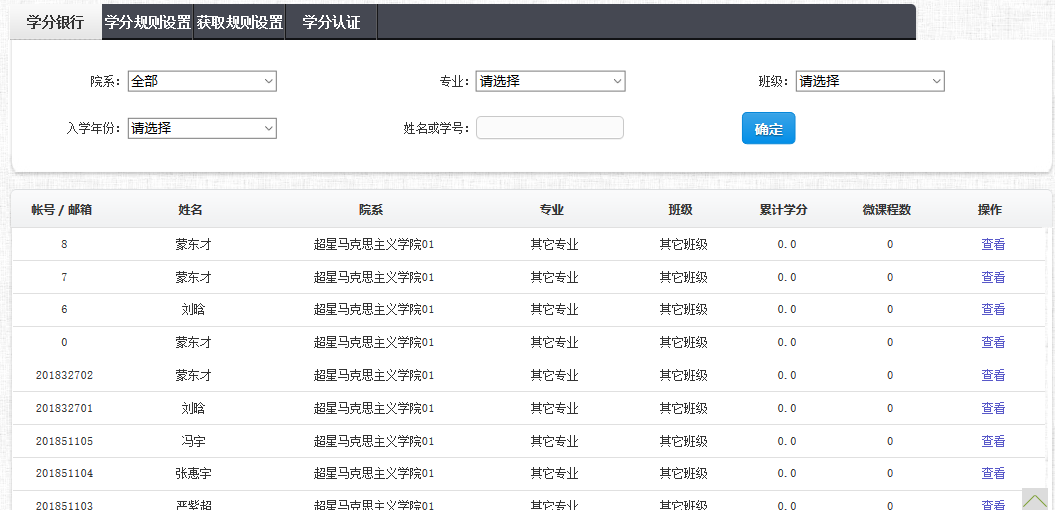 学分银行 学分规则设置 获取规则设置 学分认证
院系： 全部 专业： 请选择 班级： 请选择
入学年份： 请选择 姓名或学号： 确定
帐号 / 邮箱 姓名 院系 专业 班级 累计学分 微课程数 操作
8 蒙东才 超星马克思主义学院01 其它专业 其它班级 0.0 0 查看
7 蒙东才 超星马克思主义学院01 其它专业 其它班级 0.0 0 查看
6 刘晗 超星马克思主义学院01 其它专业 其它班级 0.0 0 查看
0 蒙东才 超星马克思主义学院01 其它专业 其它班级 0.0 0 查看
201832702 蒙东才 超星马克思主义学院01 其它专业 其它班级 0.0 0 查看
201832701 刘晗 超星马克思主义学院01 其它专业 其它班级 0.0 0 查看
201851105 冯宇 超星马克思主义学院01 其它专业 其它班级 0.0 0 查看
201851104 张惠宇 超星马克思主义学院01 其它专业 其它班级 0.0 0 查看
201851103 严紫超 超星马克思主义学院01 其它专业 其它班级 0.0 0 查看